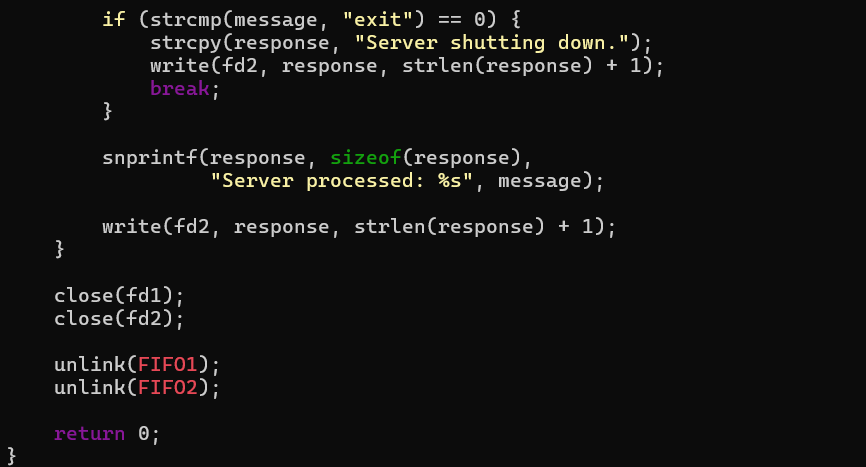 if (strcmp(message, "exit") == 0) {
            strcpy(response, "Server shutting down.");
            write(fd2, response, strlen(response) + 1);
            break;
        }

        snprintf(response, sizeof(response),
                 "Server processed: %s", message);

        write(fd2, response, strlen(response) + 1);
    }

    close(fd1);
    close(fd2);

    unlink(FIFO1);
    unlink(FIFO2);

    return 0;
}